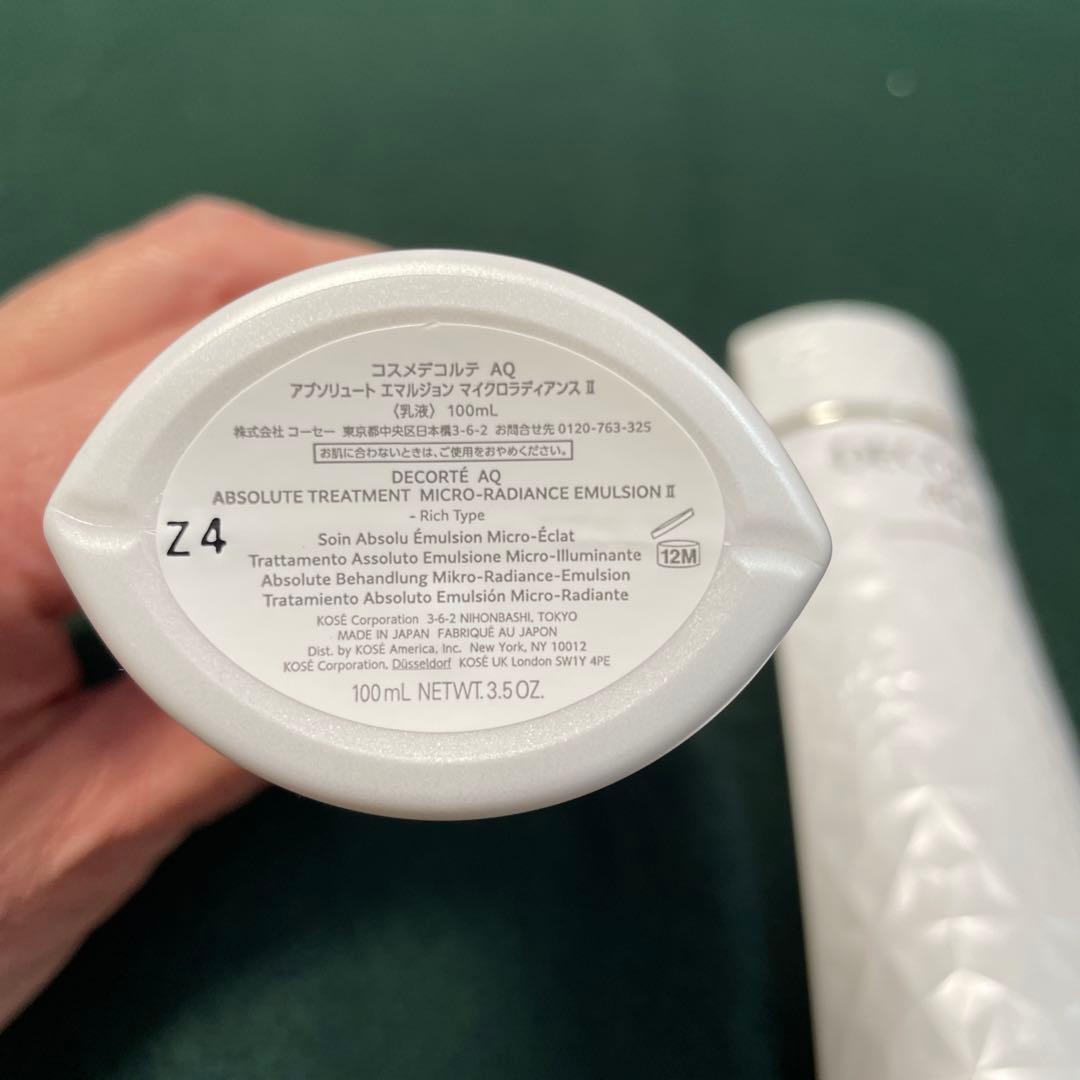 コスメデコルテ AQ
アブソリュート エマルジョン マイクロラディアンス Ⅱ
〈乳液〉 100mL
株式会社 コーセー 東京都中央区日本橋3-6-2 お問合せ先 0120-763-325
お肌に合わないときは、ご使用をおやめください。
DECORTÉ AQ
ABSOLUTE TREATMENT MICRO-RADIANCE EMULSION Ⅱ
- Rich Type
Z4
Soin Absolu Émulsion Micro-Éclat
Trattamento Assoluto Emulsione Micro-Illuminante
12M
Absolute Behandlung Mikro-Radiance-Emulsion
Tratamiento Absoluto Emulsión Micro-Radiante
KOSÉ Corporation 3-6-2 NIHONBASHI, TOKYO
MADE IN JAPAN FABRIQUÉ AU JAPON
Dist. by KOSÉ America, Inc. New York, NY 10012
KOSÉ Corporation, Düsseldorf KOSÉ UK London SW1Y 4PE
100mL NETWT. 3.5 OZ.